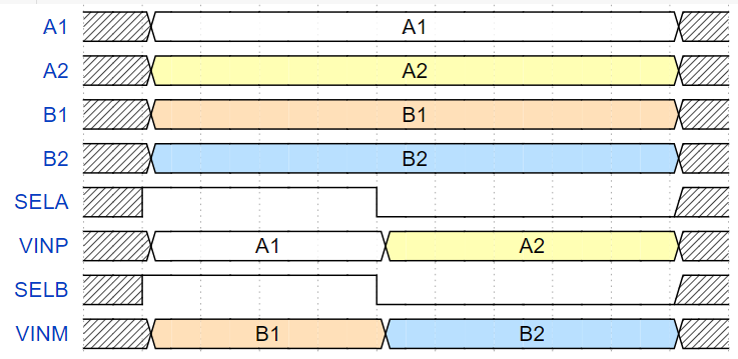 A1 A1
A2 A2
B1 B1
B2 B2
SELA
VINP A1 A2
SELB
VINM B1 B2